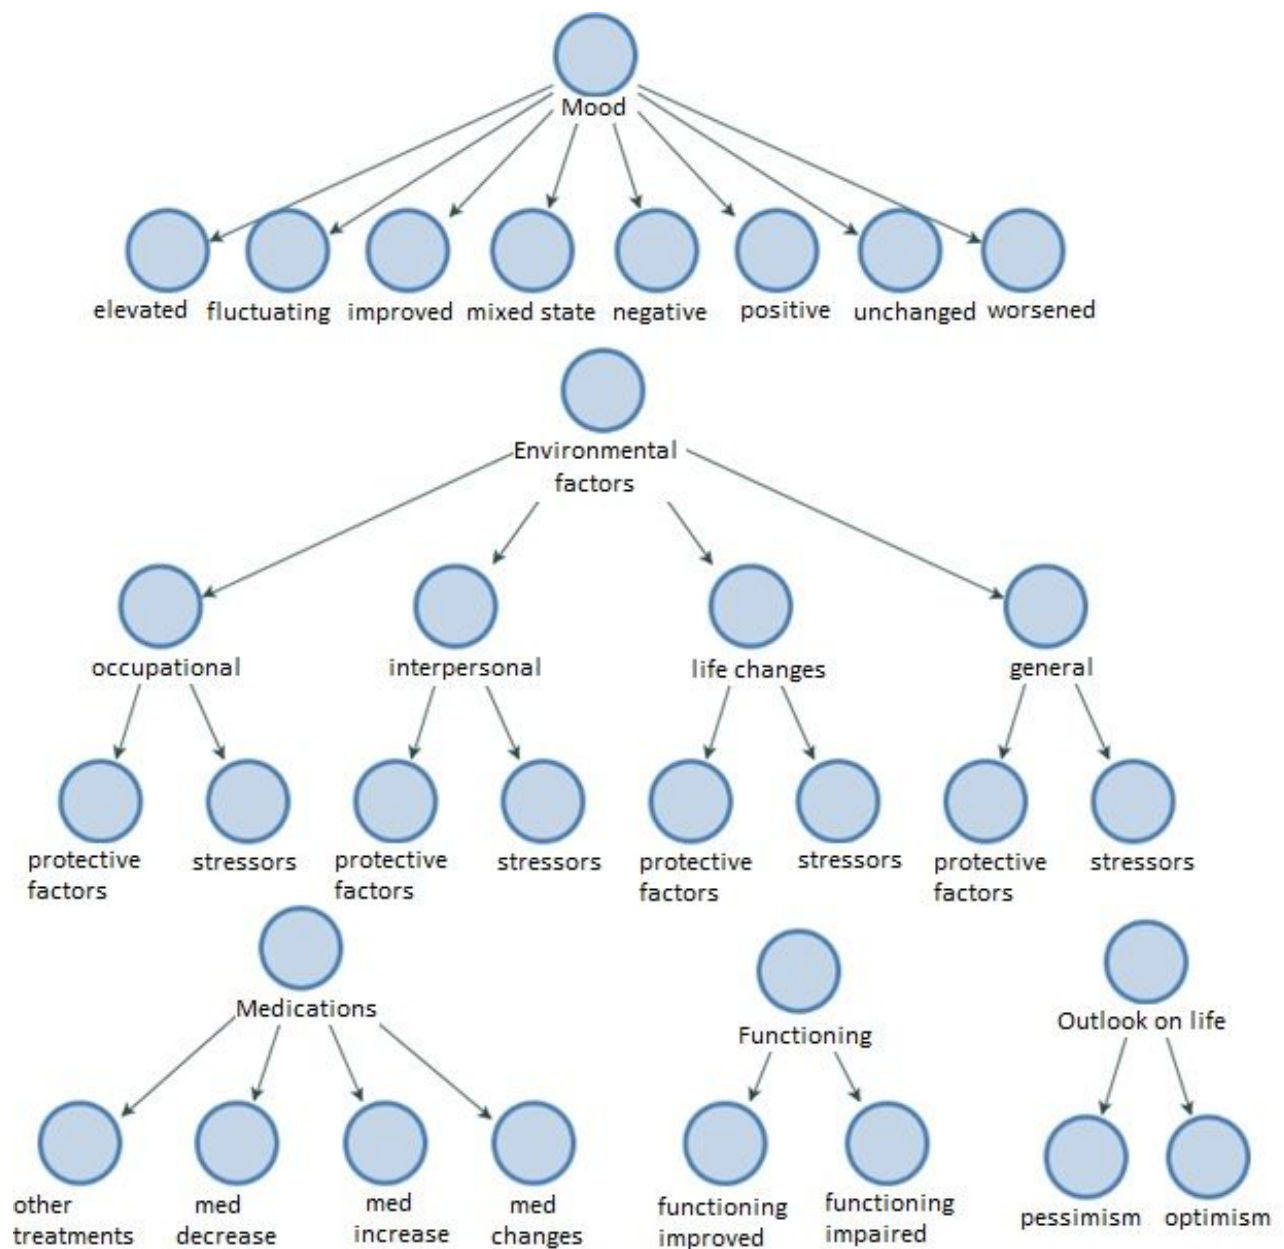 Mood
elevated fluctuating improved mixed state negative positive unchanged worsened
Environmental
factors
occupational interpersonal life changes general
protective
factors
stressors
protective
factors
stressors
protective
factors
stressors
protective
factors
stressors
Medications
Functioning
Outlook on life
other
treatments
med
decrease
med
increase
med
changes
functioning
improved
functioning
impaired
pessimism
optimism